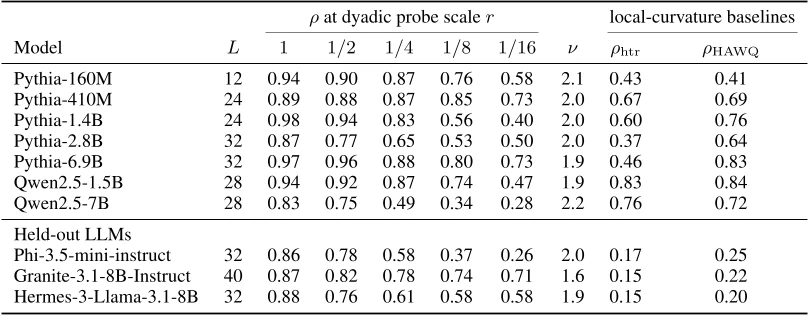 ρ at dyadic probe scale r local-curvature baselines
Model L 1 1/2 1/4 1/8 1/16 ν ρhtr ρHAWQ
Pythia-160M 12 0.94 0.90 0.87 0.76 0.58 2.1 0.43 0.41
Pythia-410M 24 0.89 0.88 0.87 0.85 0.73 2.0 0.67 0.69
Pythia-1.4B 24 0.98 0.94 0.83 0.56 0.40 2.0 0.60 0.76
Pythia-2.8B 32 0.87 0.77 0.65 0.53 0.50 2.0 0.37 0.64
Pythia-6.9B 32 0.97 0.96 0.88 0.80 0.73 1.9 0.46 0.83
Qwen2.5-1.5B 28 0.94 0.92 0.87 0.74 0.47 1.9 0.83 0.84
Qwen2.5-7B 28 0.83 0.75 0.49 0.34 0.28 2.2 0.76 0.72
Held-out LLMs
Phi-3.5-mini-instruct 32 0.86 0.78 0.58 0.37 0.26 2.0 0.17 0.25
Granite-3.1-8B-Instruct 40 0.87 0.82 0.78 0.74 0.71 1.6 0.15 0.22
Hermes-3-Llama-3.1-8B 32 0.88 0.76 0.61 0.58 0.58 1.9 0.15 0.20